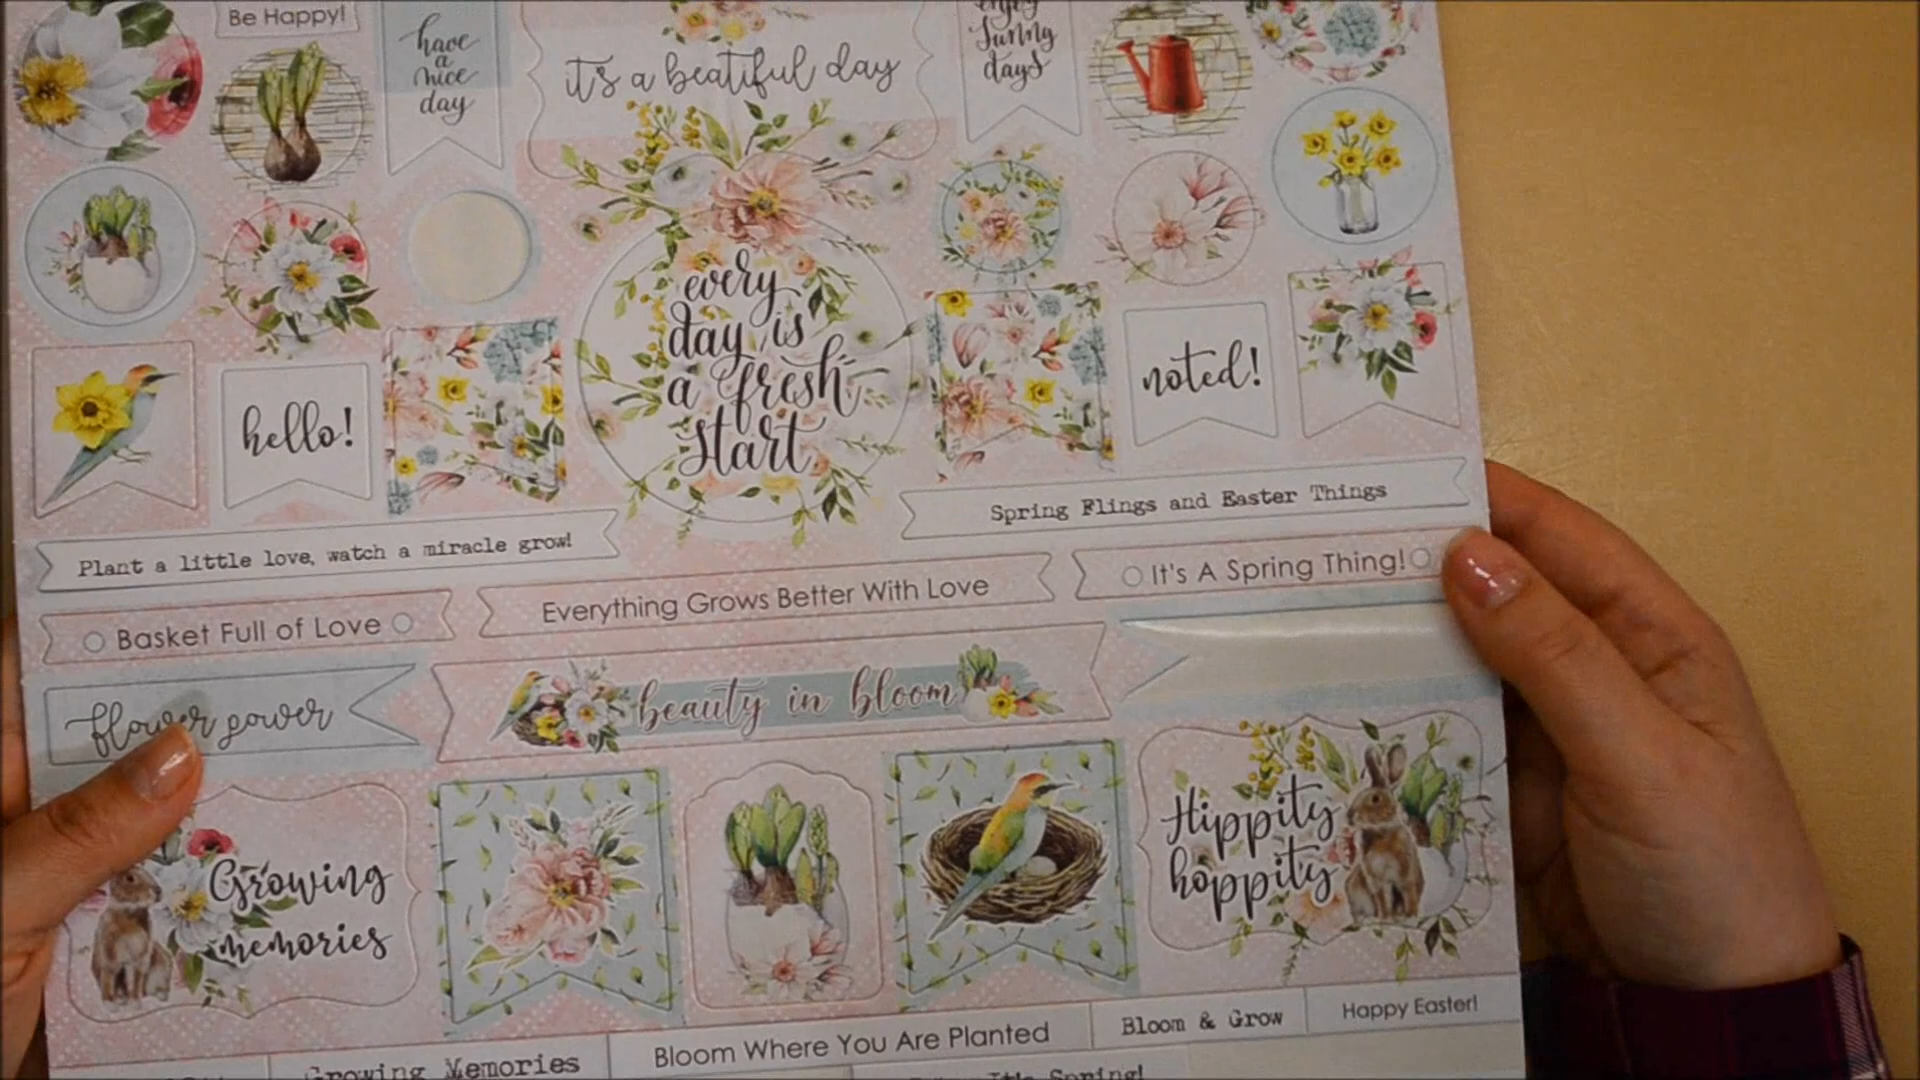 Be Happy!
have
a
nice
day
it's a beatiful day
enjoy
sunny
days
every
day is
a fresh
start
hello!
noted!
Plant a little love, watch a miracle grow!
Spring Flings and Easter Things
Basket Full of Love
Everything Grows Better With Love
It's A Spring Thing!
flower power
beauty in bloom
Growing
memories
Hippity
hoppity
Growing Memories
Bloom Where You Are Planted
Bloom & Grow
Happy Easter!
It's Spring!